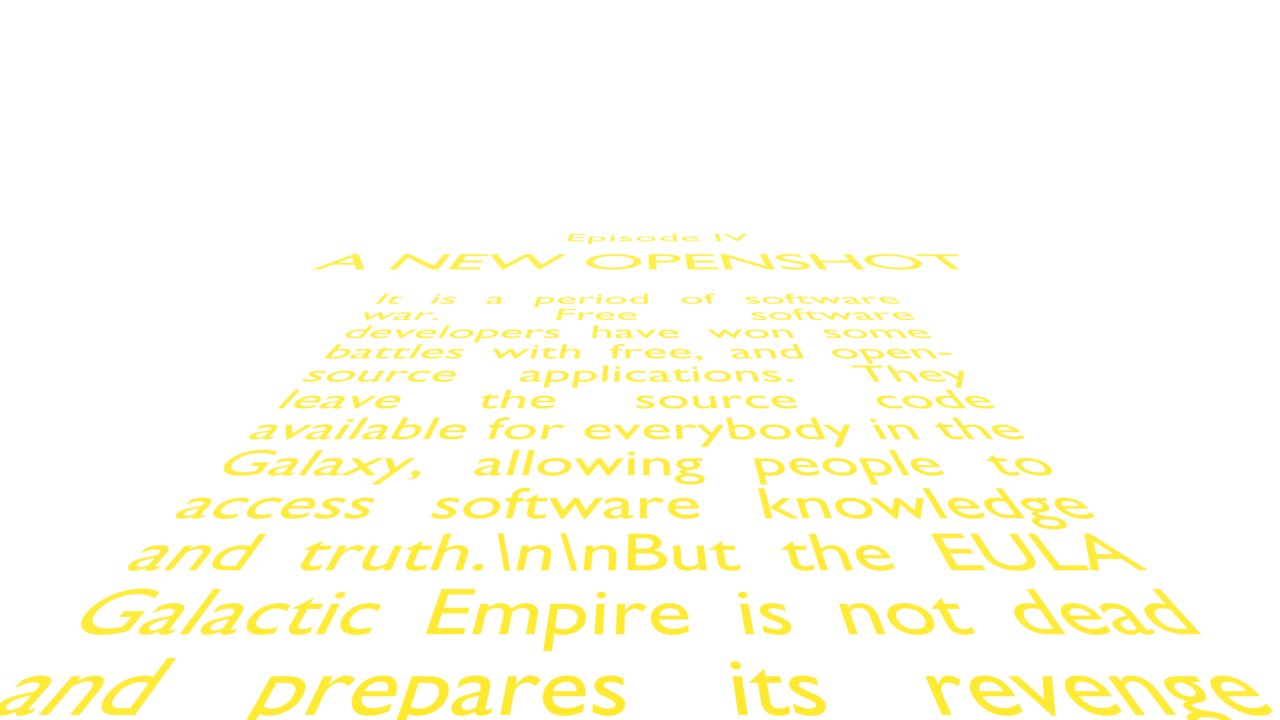 Episode IV
A NEW OPENSHOT
It is a period of software
war. Free software
developers have won some
battles with free, and open-
source applications. They
leave the source code
available for everybody in the
Galaxy, allowing people to
access software knowledge
and truth.\n\nBut the EULA
Galactic Empire is not dead
and prepares its revenge